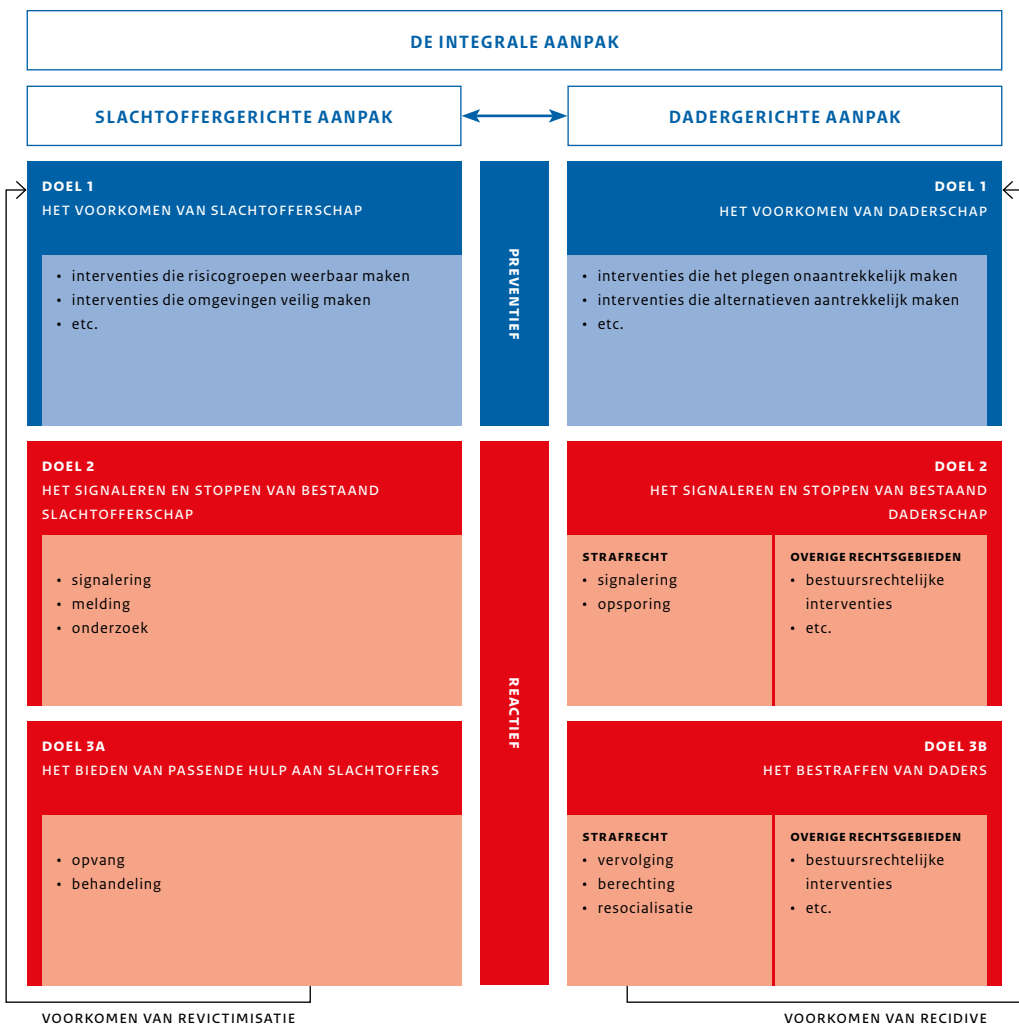 DE INTEGRALE AANPAK
SLACHTOFFERGERICHTE AANPAK
DADERGERICHTE AANPAK
DOEL 1
HET VOORKOMEN VAN SLACHTOFFERSCHAP
• interventies die risicogroepen weerbaar maken
• interventies die omgevingen veilig maken
• etc.
PREVENTIEF
DOEL 1
HET VOORKOMEN VAN DADERSCHAP
• interventies die het plegen onaantrekkelijk maken
• interventies die alternatieven aantrekkelijk maken
• etc.
DOEL 2
HET SIGNALEREN EN STOPPEN VAN BESTAAND
SLACHTOFFERSCHAP
• signalering
• melding
• onderzoek
REACTIEF
DOEL 2
HET SIGNALEREN EN STOPPEN VAN BESTAAND
DADERSCHAP
STRAFRECHT
• signalering
• opsporing
OVERIGE RECHTSGEBIEDEN
• bestuursrechtelijke
interventies
• etc.
DOEL 3A
HET BIEDEN VAN PASSENDE HULP AAN SLACHTOFFERS
• opvang
• behandeling
DOEL 3B
HET BESTRAFFEN VAN DADERS
STRAFRECHT
• vervolging
• berechting
• resocialisatie
OVERIGE RECHTSGEBIEDEN
• bestuursrechtelijke
interventies
• etc.
VOORKOMEN VAN REVICTIMISATIE
VOORKOMEN VAN RECIDIVE